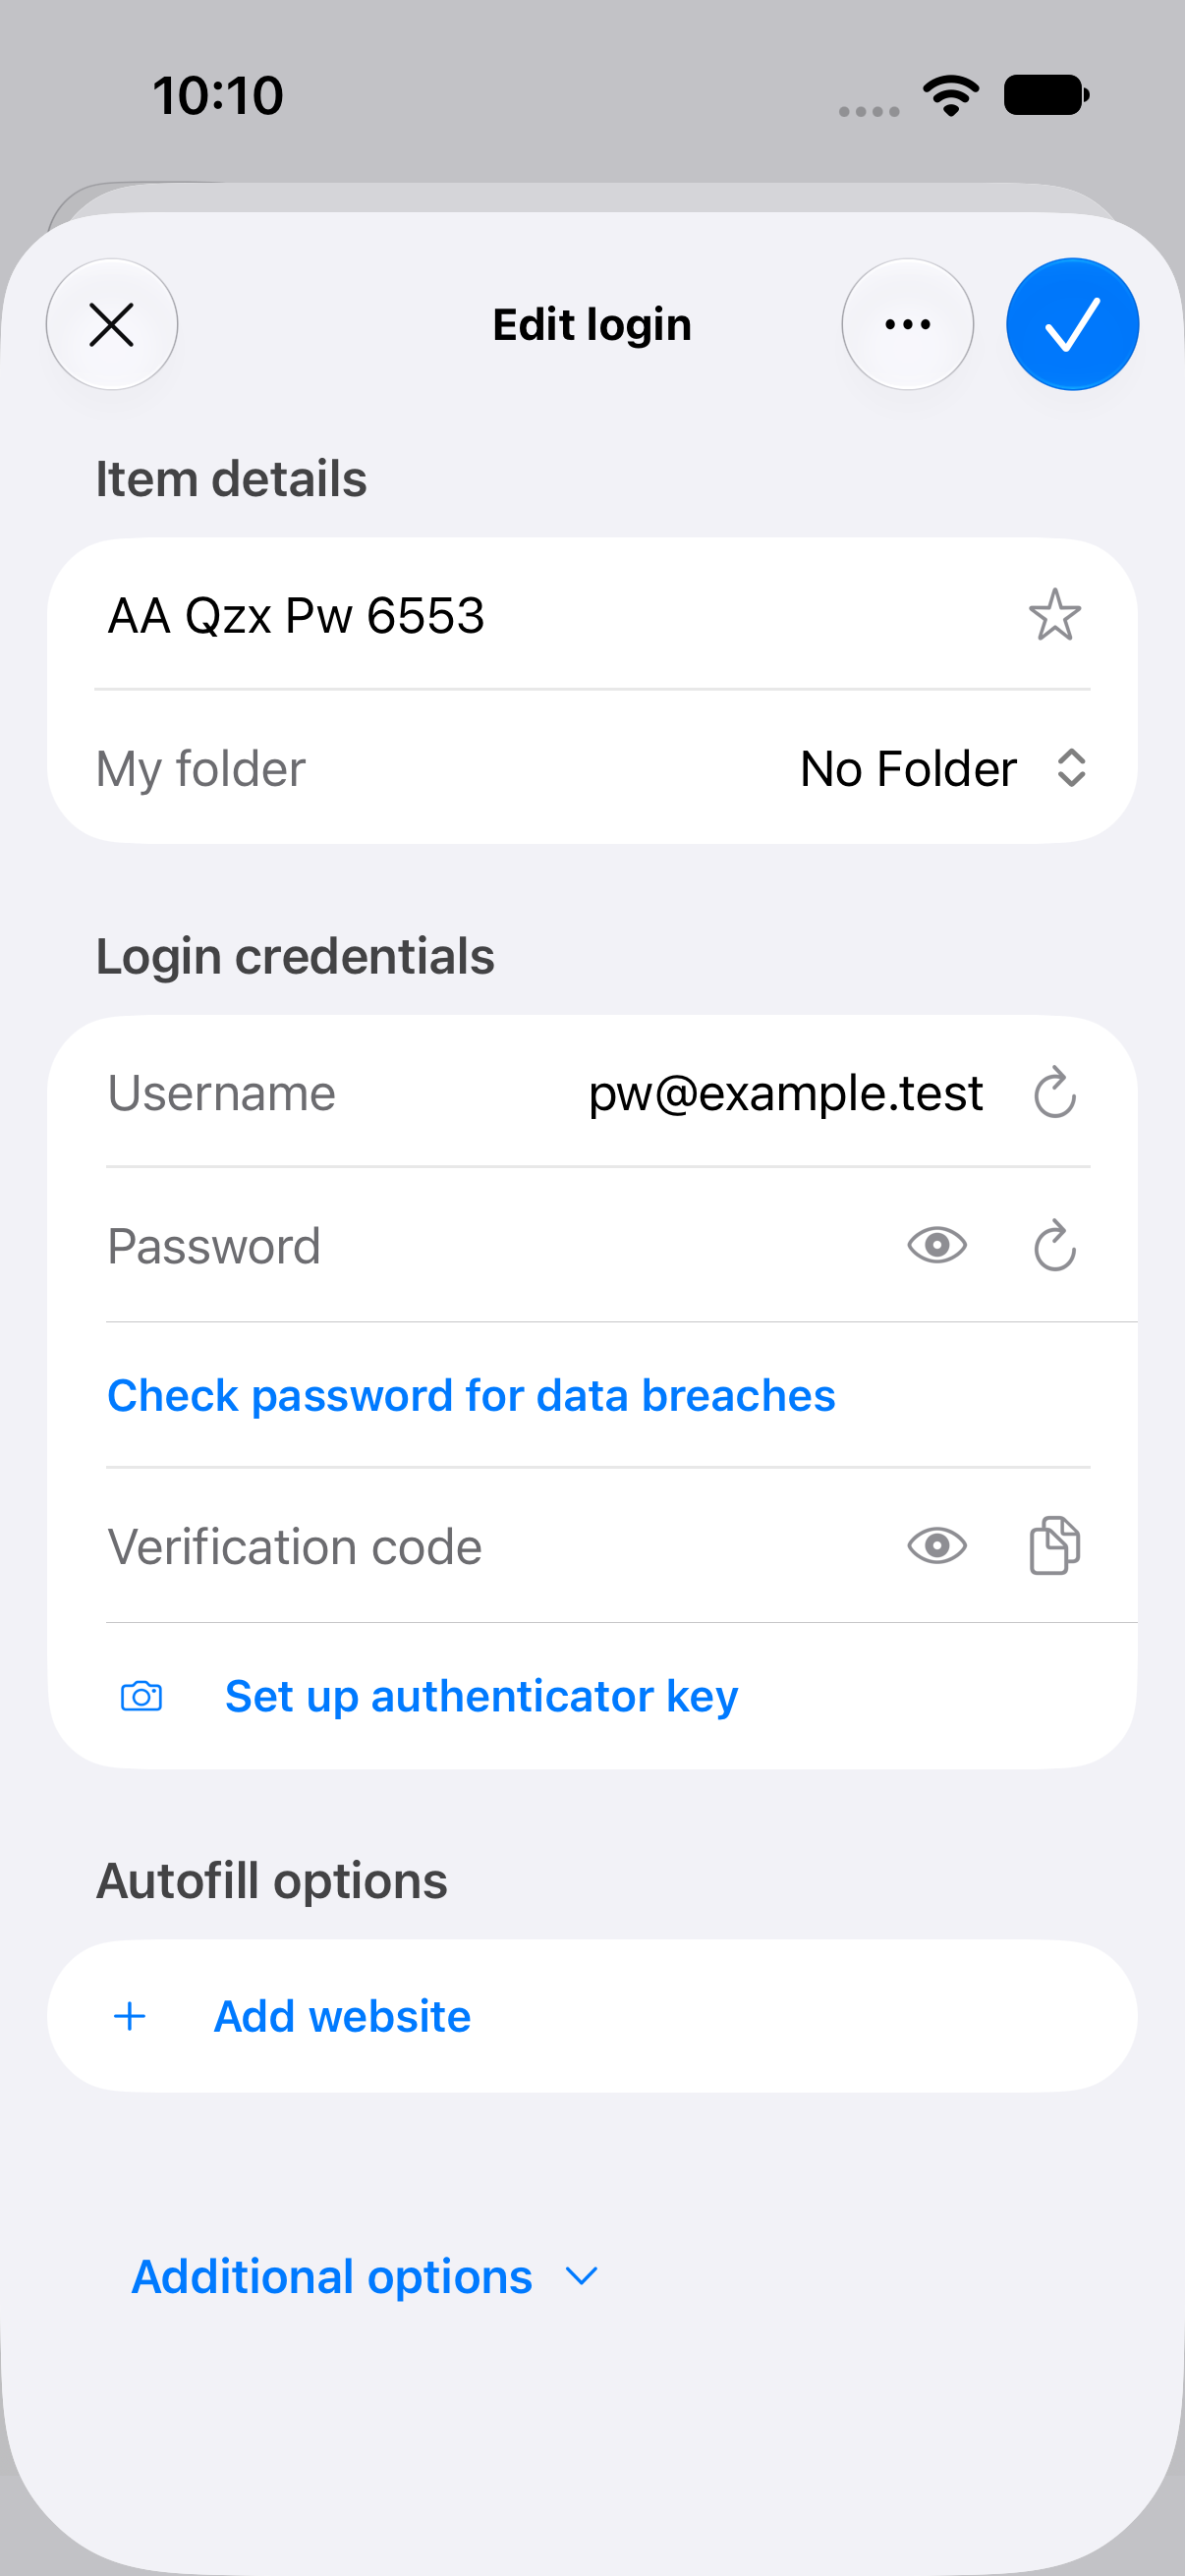 10:10
Edit login
Item details
AA Qzx Pw 6553
My folder No Folder
Login credentials
Username pw@example.test
Password
Check password for data breaches
Verification code
Set up authenticator key
Autofill options
Add website
Additional options